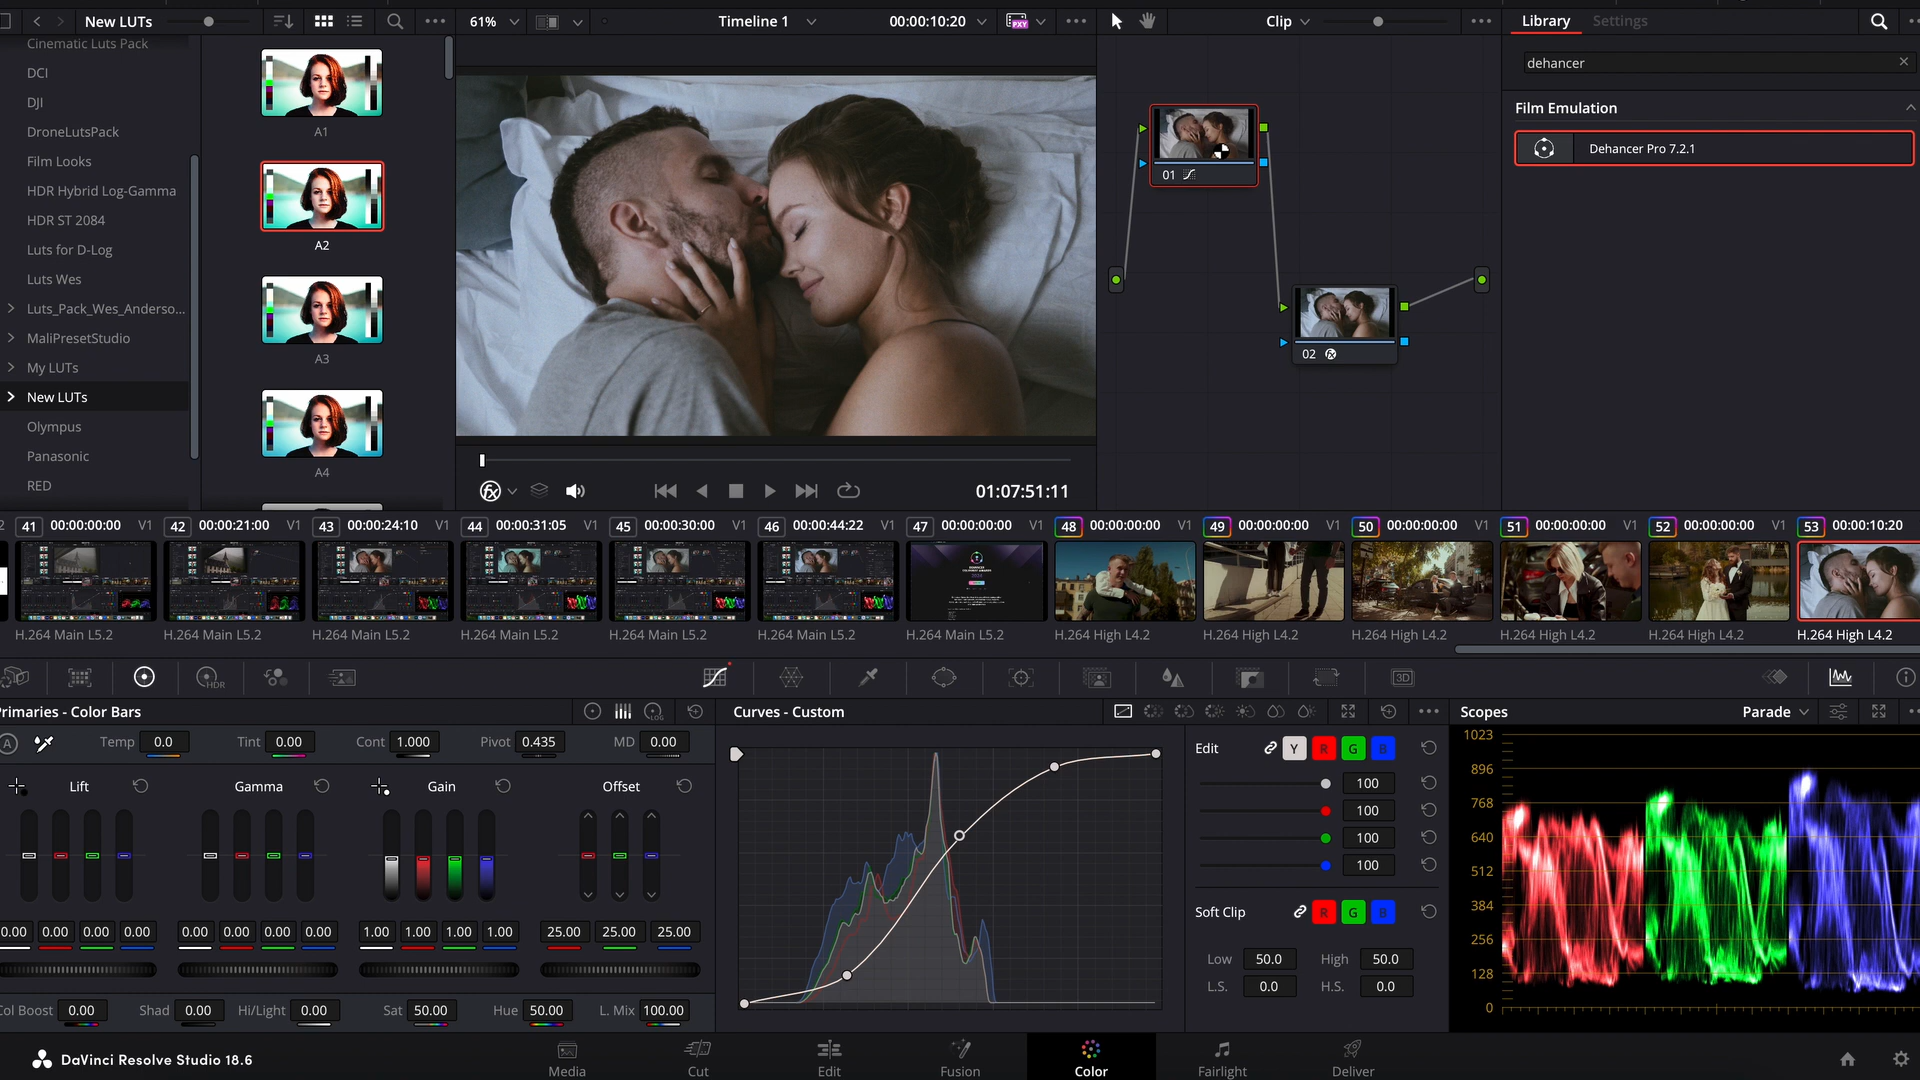 New LUTs
61%
Timeline 1
00:00:10:20
PXY
Clip
Library
Settings
Cinematic Luts Pack
DCI
DJI
DroneLutsPack
Film Looks
HDR Hybrid Log-Gamma
HDR ST 2084
Luts for D-Log
Luts Wes
Luts_Pack_Wes_Anderso...
MaliPresetStudio
My LUTs
New LUTs
Olympus
Panasonic
RED
A1
A2
A3
A4
01:07:51:11
01
02
dehancer
Film Emulation
Dehancer Pro 7.2.1
41 00:00:00:00 V1
42 00:00:21:00 V1
43 00:00:24:10 V1
44 00:00:31:05 V1
45 00:00:30:00 V1
46 00:00:44:22 V1
47 00:00:00:00 V1
48 00:00:00:00 V1
49 00:00:00:00 V1
50 00:00:00:00 V1
51 00:00:00:00 V1
52 00:00:00:00 V1
53 00:00:10:20
H.264 Main L5.2
H.264 Main L5.2
H.264 Main L5.2
H.264 Main L5.2
H.264 Main L5.2
H.264 Main L5.2
H.264 Main L5.2
H.264 High L4.2
H.264 High L4.2
H.264 High L4.2
H.264 High L4.2
H.264 High L4.2
H.264 High L4.2
HDR
3D
Primaries - Color Bars
LOG
A
Temp 0.0
Tint 0.00
Cont 1.000
Pivot 0.435
MD 0.00
Lift
Gamma
Gain
Offset
0.00 0.00 0.00 0.00
0.00 0.00 0.00 0.00
1.00 1.00 1.00 1.00
25.00 25.00 25.00
Col Boost 0.00
Shad 0.00
Hi/Light 0.00
Sat 50.00
Hue 50.00
L. Mix 100.00
Curves - Custom
Edit
Y R G B
100
100
100
100
Soft Clip
R G B
Low 50.0
High 50.0
L.S. 0.0
H.S. 0.0
Scopes
Parade
1023
896
768
640
512
384
256
128
0
DaVinci Resolve Studio 18.6
Media
Cut
Edit
Fusion
Color
Fairlight
Deliver